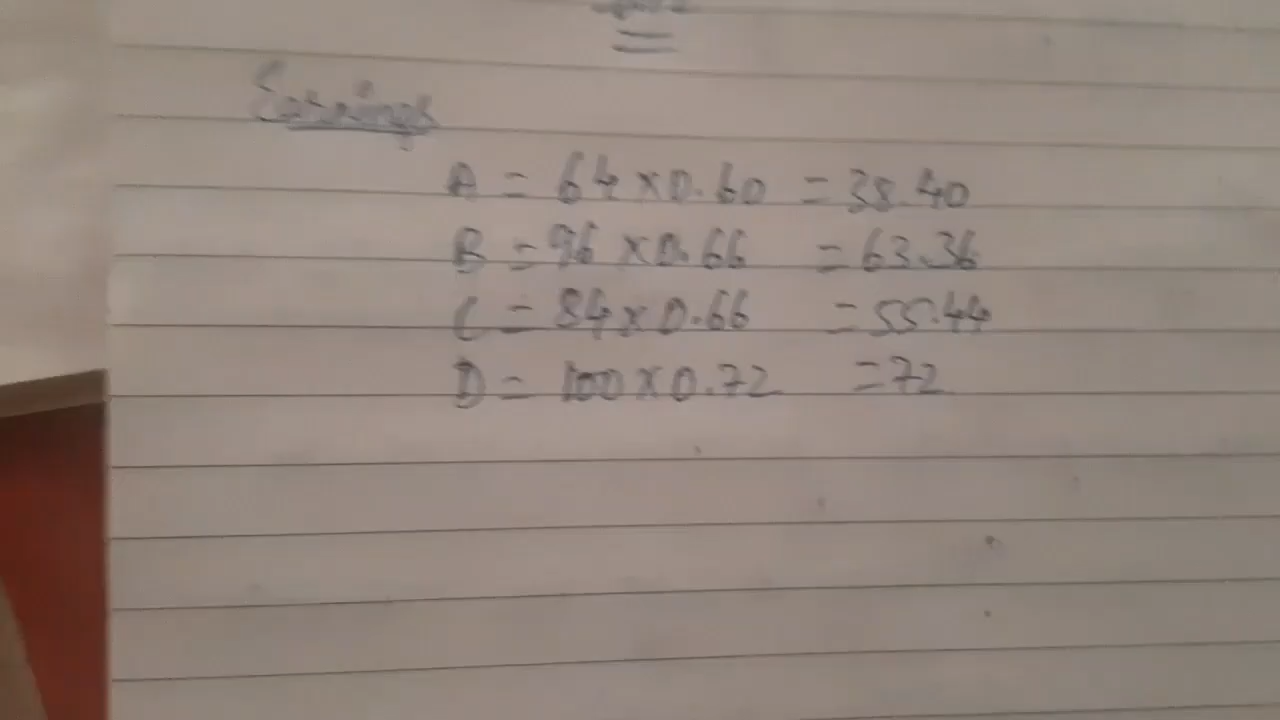 Earnings
A = 64 x 0.60 = 38.40
B = 96 x 0.66 = 63.36
C = 84 x 0.66 = 55.44
D = 100 x 0.72 = 72